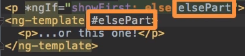 <p *ngIf="showFirst; else elsePart">
<ng-template #elsePart>
<p>...or this one!</p>
</ng-template>